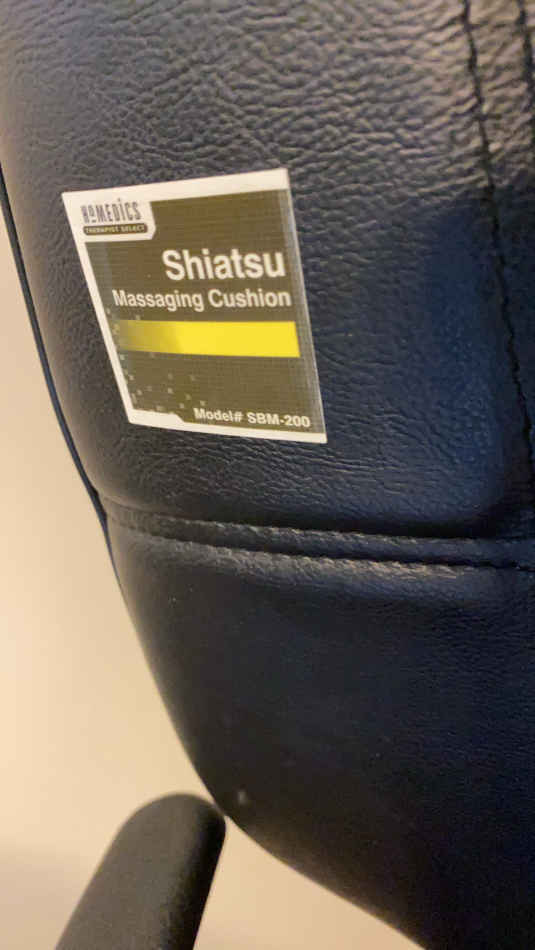 HOMEDICS
THERAPIST SELECT
Shiatsu
Massaging Cushion
Model# SBM-200